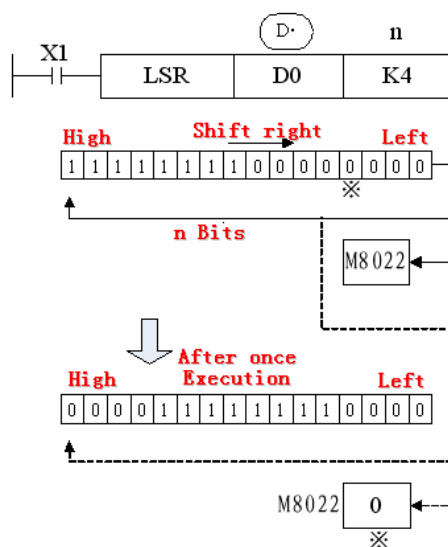 D·
n
X1
LSR D0 K4
Shift right
High Left
1 1 1 1 1 1 1 1 0 0 0 0 0 0 0 0
※
n Bits
M8022
After once
Execution
High Left
0 0 0 0 1 1 1 1 1 1 1 1 0 0 0 0
M8022 0
※